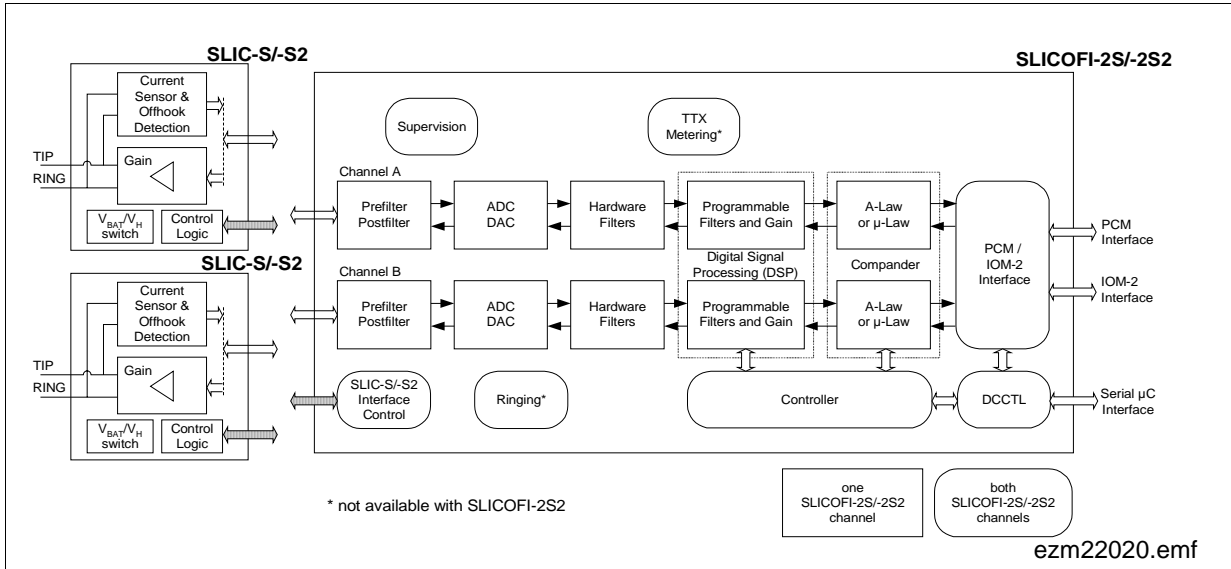 SLIC-S/-S2
Current
Sensor &
Offhook
Detection
TIP
RING
Gain
VBAT/VH
switch
Control
Logic
SLIC-S/-S2
Current
Sensor &
Offhook
Detection
TIP
RING
Gain
VBAT/VH
switch
Control
Logic
SLICOFI-2S/-2S2
Supervision
TTX
Metering*
Channel A
Prefilter
Postfilter
ADC
DAC
Hardware
Filters
Programmable
Filters and Gain
A-Law
or µ-Law
Digital Signal
Processing (DSP)
Compander
Channel B
Prefilter
Postfilter
ADC
DAC
Hardware
Filters
Programmable
Filters and Gain
A-Law
or µ-Law
PCM /
IOM-2
Interface
PCM
Interface
IOM-2
Interface
SLIC-S/-S2
Interface
Control
Ringing*
Controller
DCCTL
Serial µC
Interface
* not available with SLICOFI-2S2
one
SLICOFI-2S/-2S2
channel
both
SLICOFI-2S/-2S2
channels
ezm22020.emf